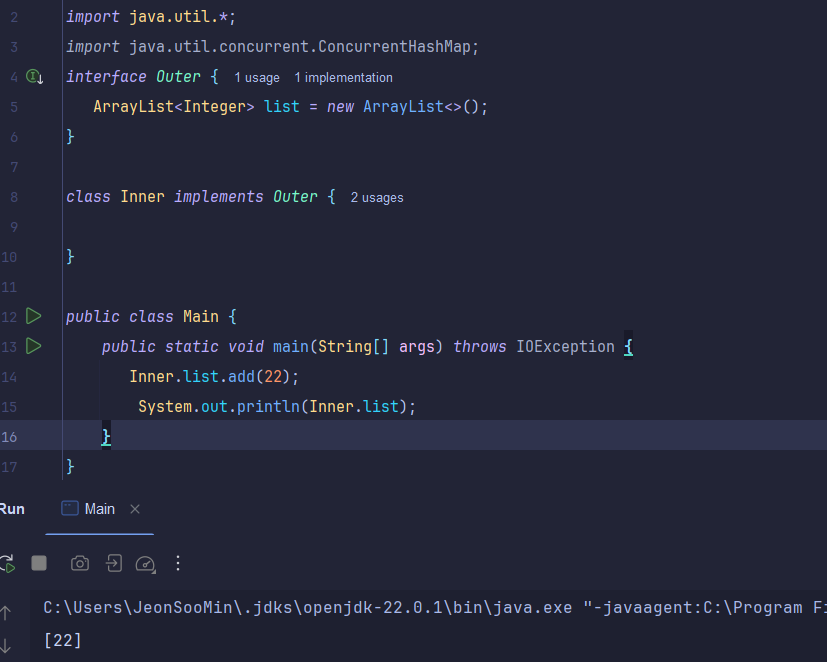 2 import java.util.*;
3 import java.util.concurrent.ConcurrentHashMap;
4 interface Outer { 1 usage 1 implementation
5 ArrayList<Integer> list = new ArrayList<>();
6 }
7
8 class Inner implements Outer { 2 usages
9
10 }
11
12 public class Main {
13 public static void main(String[] args) throws IOException {
14 Inner.list.add(22);
15 System.out.println(Inner.list);
16 }
17 }
Run Main
C:\Users\JeonSooMin\.jdks\openjdk-22.0.1\bin\java.exe "-javaagent:C:\Program Fi
[22]